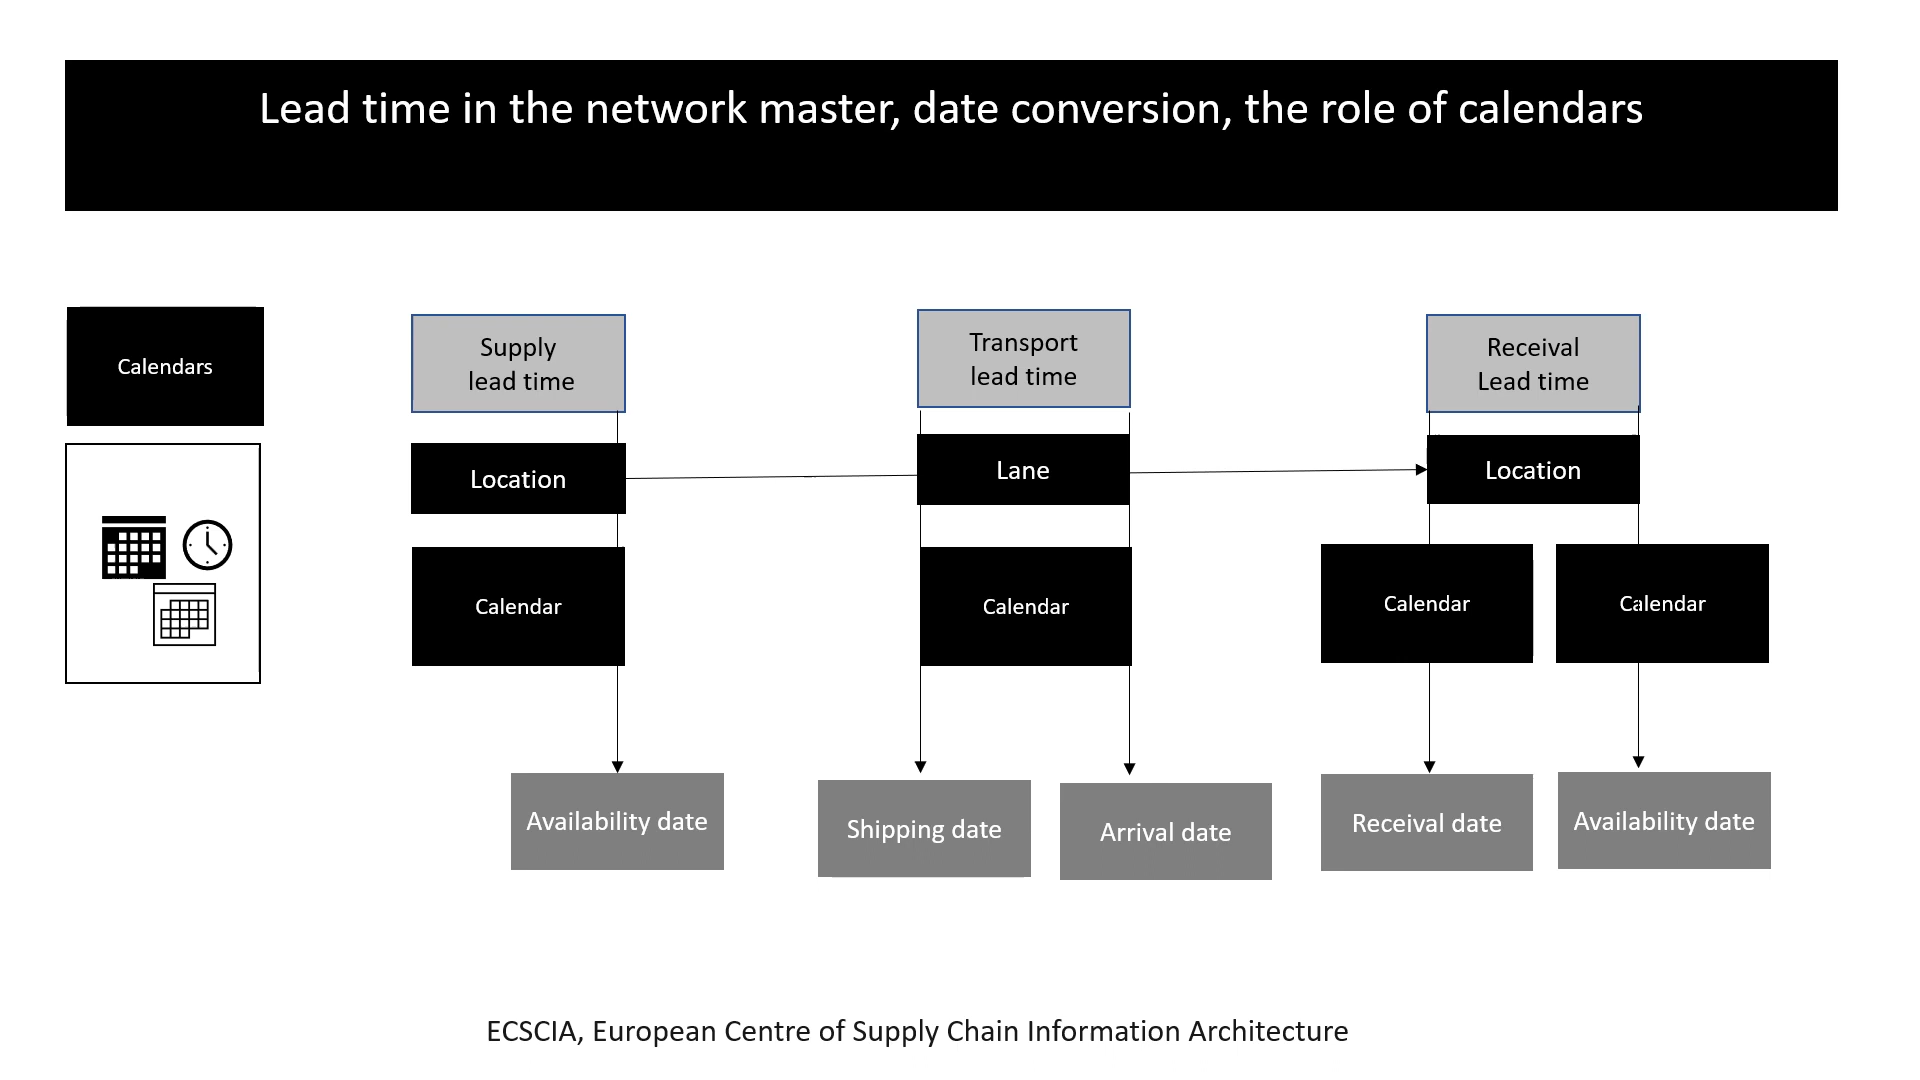 Lead time in the network master, date conversion, the role of calendars
Calendars
Supply
lead time
Transport
lead time
Receival
Lead time
Location
Lane
Location
Calendar
Calendar
Calendar
Calendar
Availability date
Shipping date
Arrival date
Receival date
Availability date
ECSCIA, European Centre of Supply Chain Information Architecture